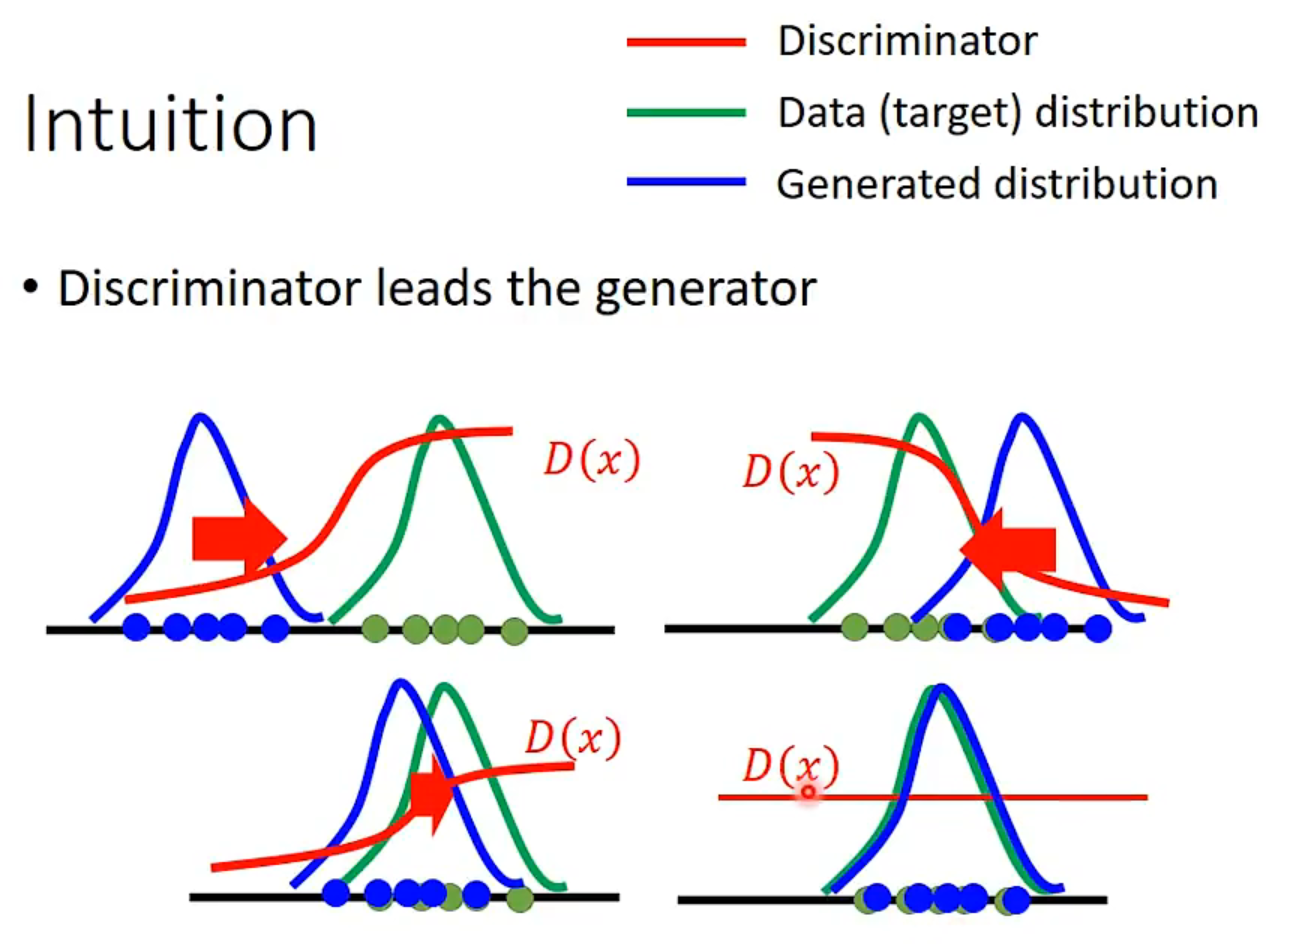 Discriminator
Intuition
Data (target) distribution
Generated distribution
• Discriminator leads the generator
D(x)
D(x)
D(x)
D(x)